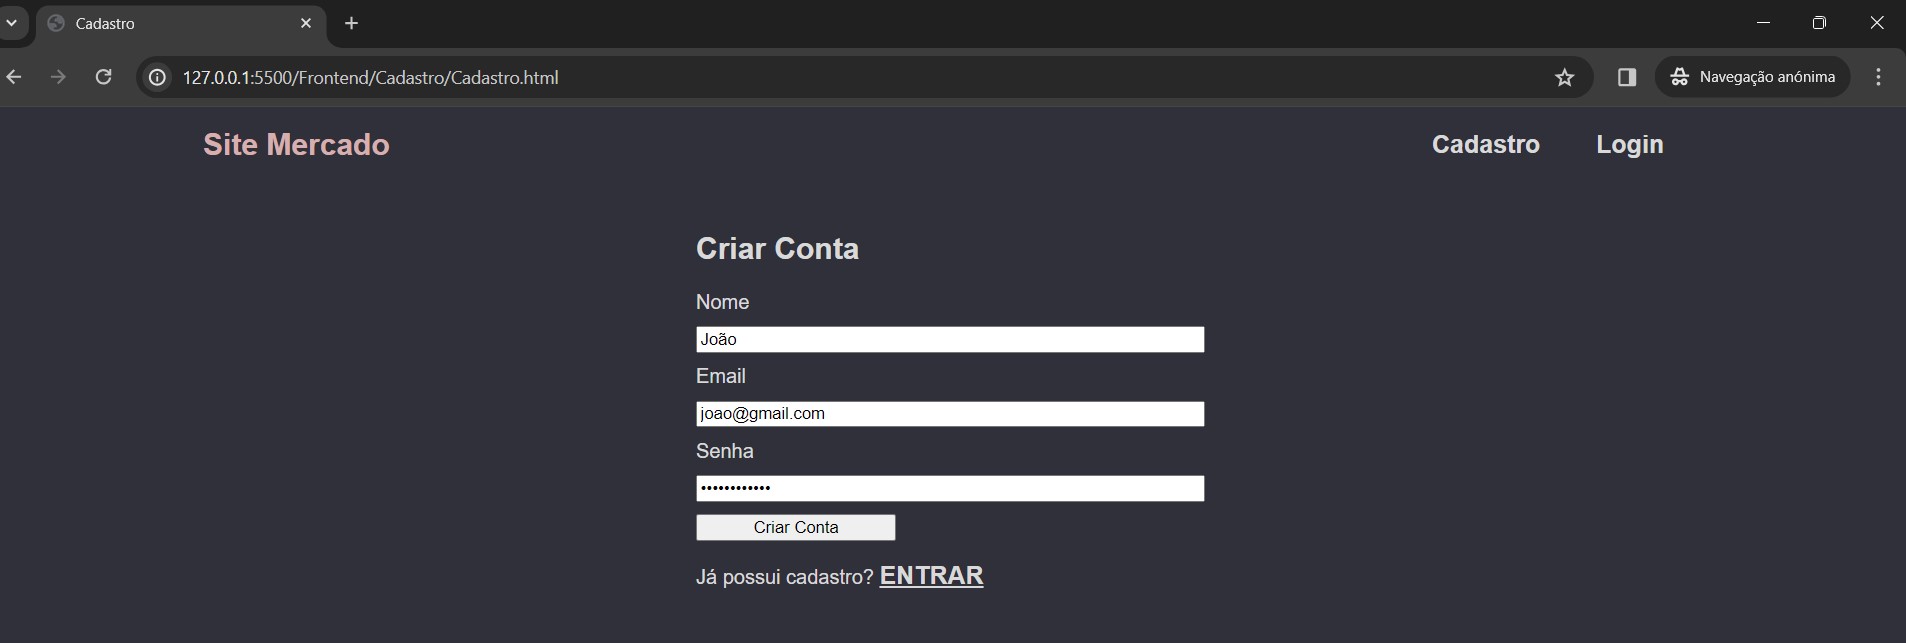 Cadastro
127.0.0.1:5500/Frontend/Cadastro/Cadastro.html
Navegação anónima
Site Mercado
Cadastro
Login
Criar Conta
Nome
João
Email
joao@gmail.com
Senha
••••••••••••
Criar Conta
Já possui cadastro? ENTRAR